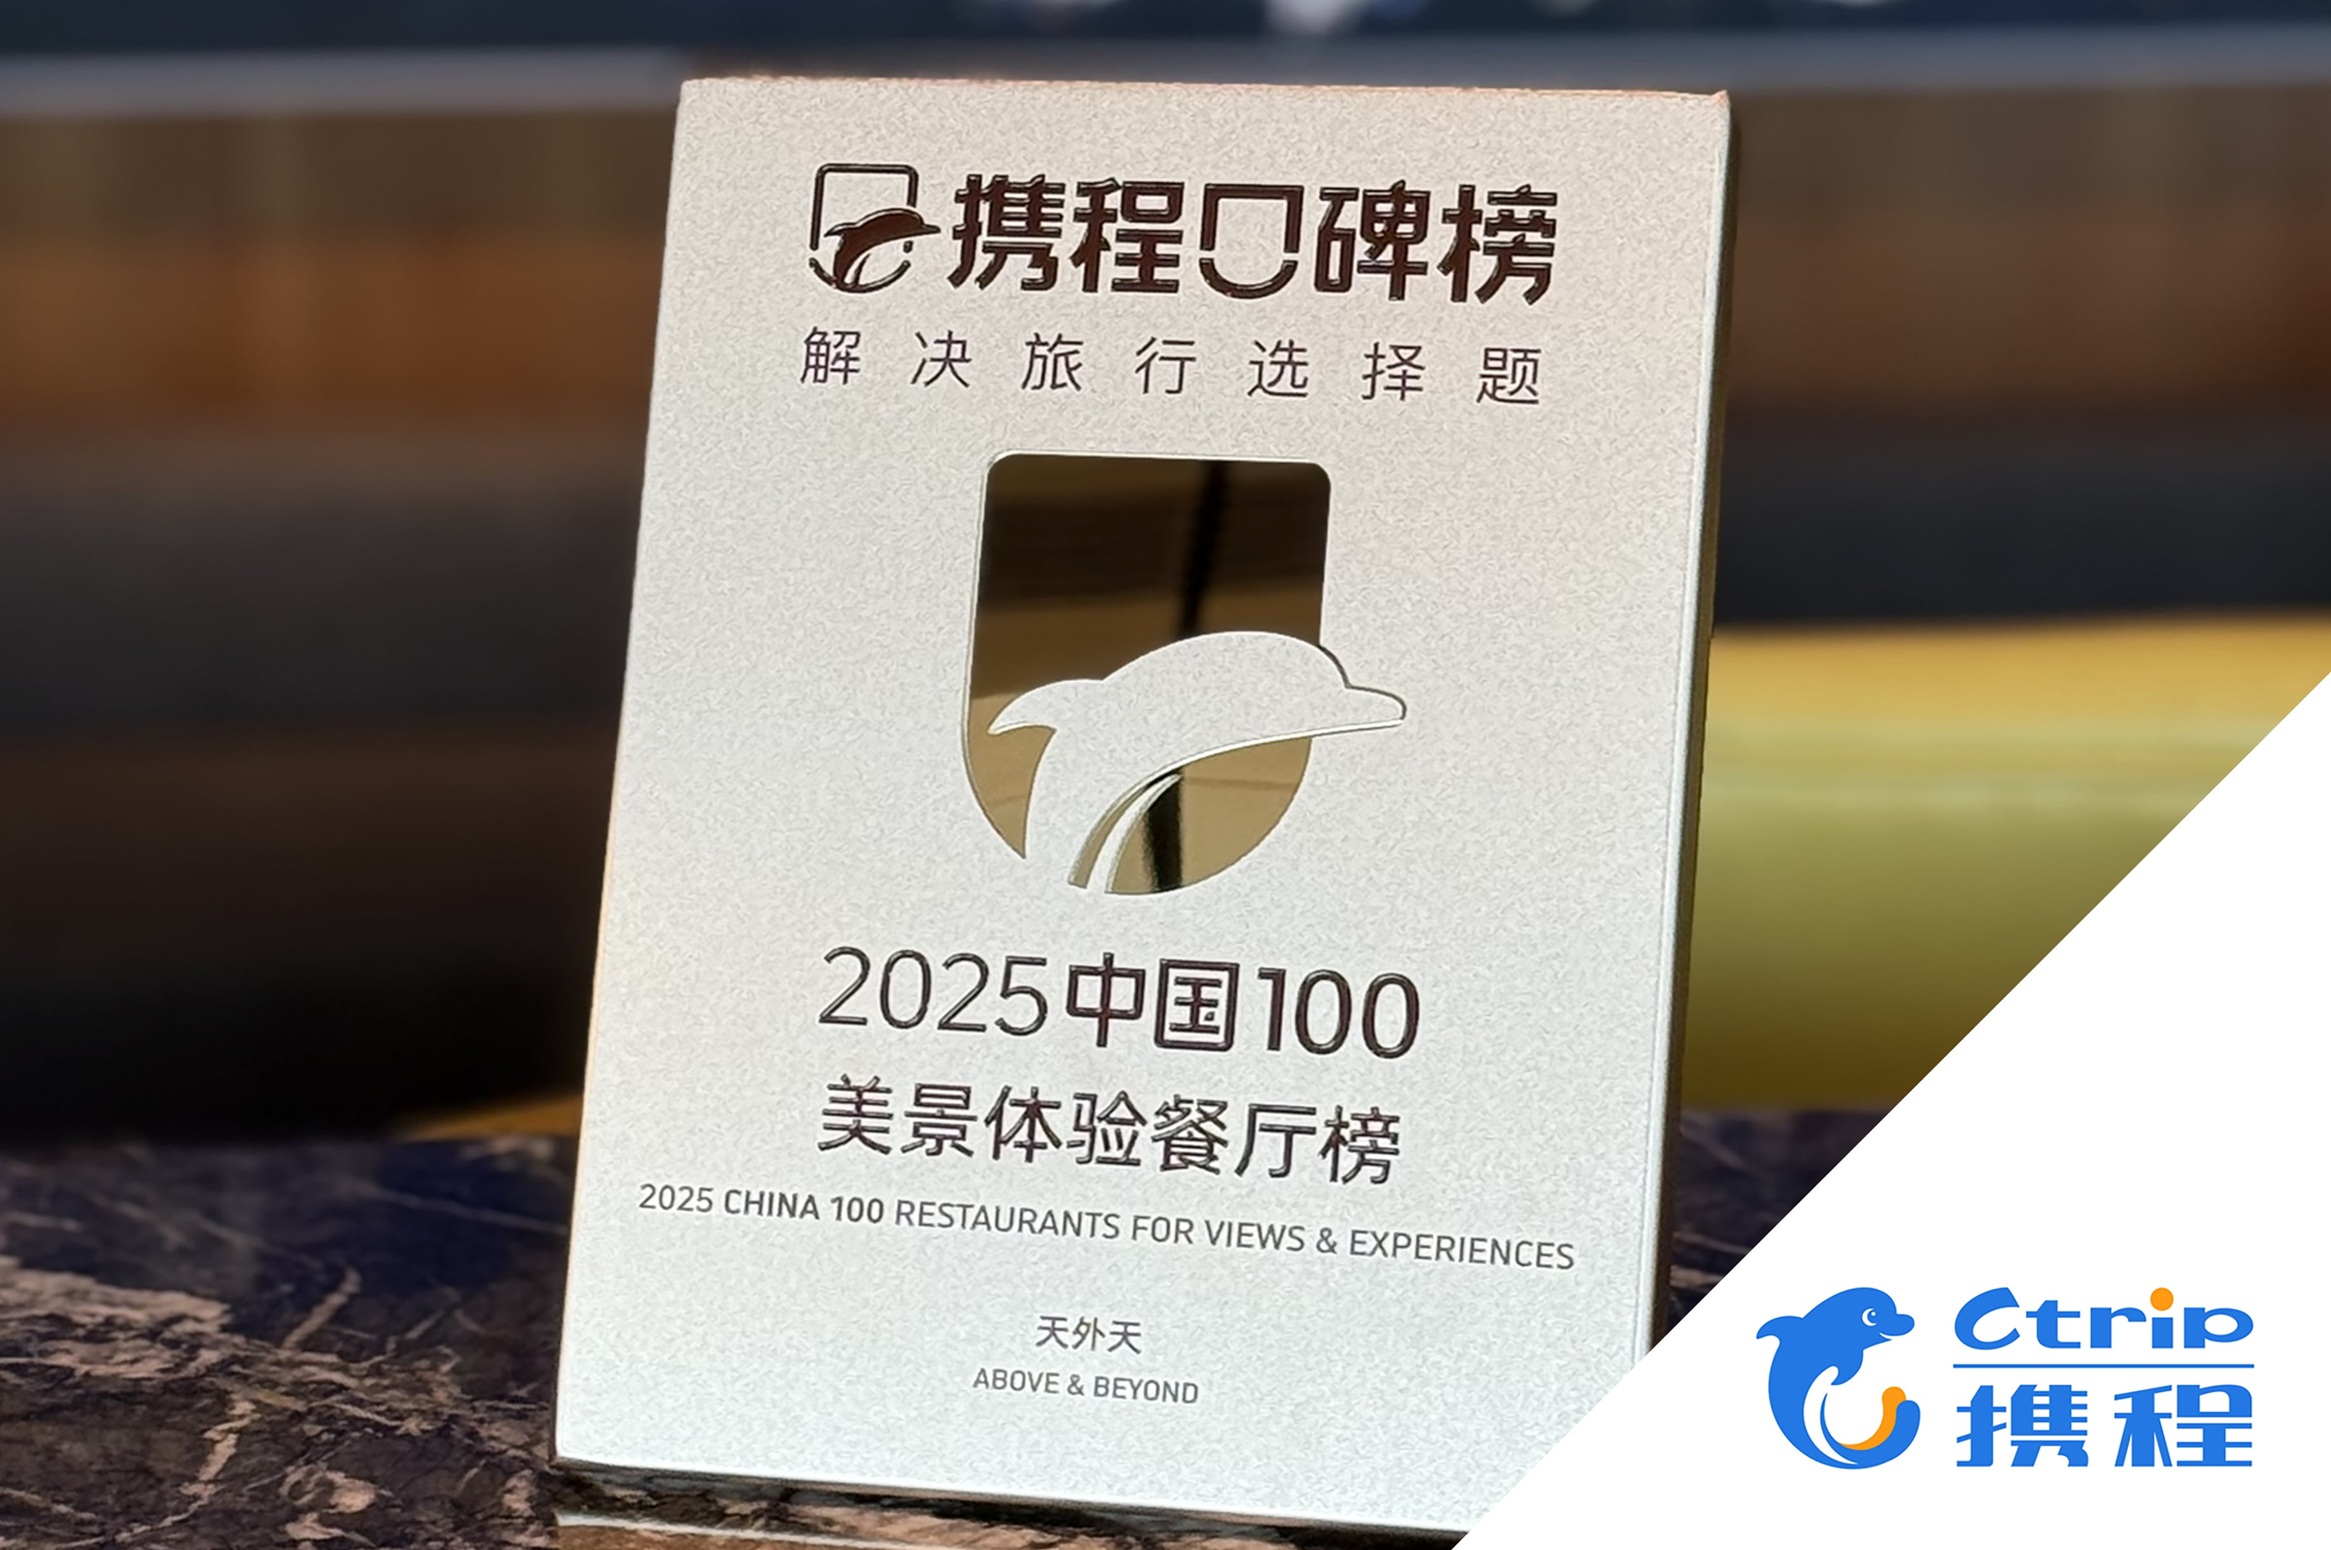 携程口碑榜
解决旅行选择题
2025中国100
美景体验餐厅榜
2025 CHINA 100 RESTAURANTS FOR VIEWS & EXPERIENCES
天外天
ABOVE & BEYOND
Ctrip
携程